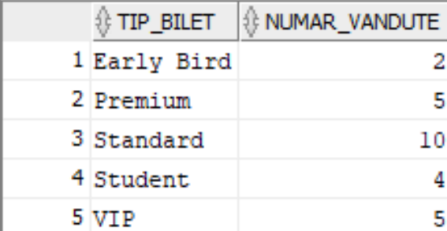 TIP_BILET NUMAR_VANDUTE
1 Early Bird 2
2 Premium 5
3 Standard 10
4 Student 4
5 VIP 5